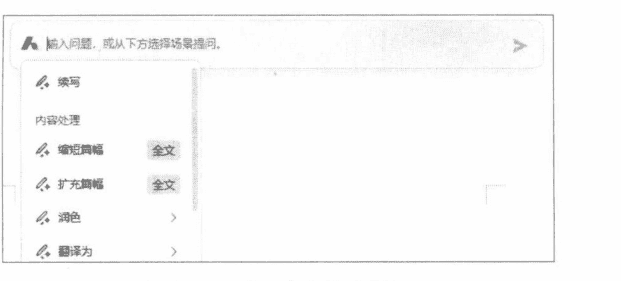 输入问题，或从下方选择场景提问。
续写
内容处理
缩短篇幅 全文
扩充篇幅 全文
润色
翻译为